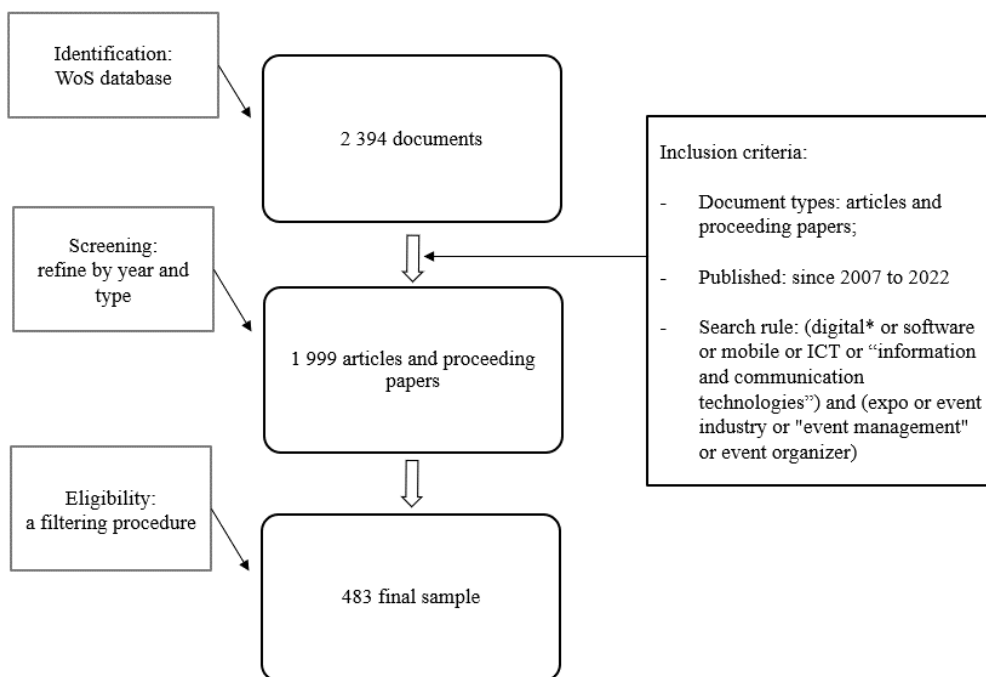 Identification:
WoS database
2 394 documents
Screening:
refine by year and
type
1 999 articles and proceeding
papers
Eligibility:
a filtering procedure
483 final sample
Inclusion criteria:
- Document types: articles and
proceeding papers;
- Published: since 2007 to 2022
- Search rule: (digital* or software
or mobile or ICT or “information
and communication
technologies”) and (expo or event
industry or "event management"
or event organizer)